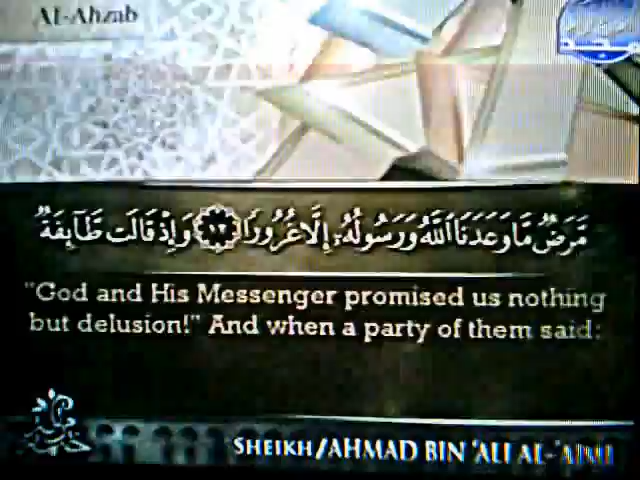 Al-Ahzab
مجد
مَّرَضٌ مَّا وَعَدَنَا ٱللَّهُ وَرَسُولُهُۥٓ إِلَّا غُرُورًا ١٢ وَإِذْ قَالَت طَّآئِفَةٌ
"God and His Messenger promised us nothing
but delusion!" And when a party of them said:
SHEIKH/AHMAD BIN 'ALI AL-